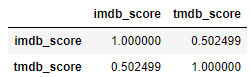 imdb_score tmdb_score
imdb_score 1.000000 0.502499
tmdb_score 0.502499 1.000000